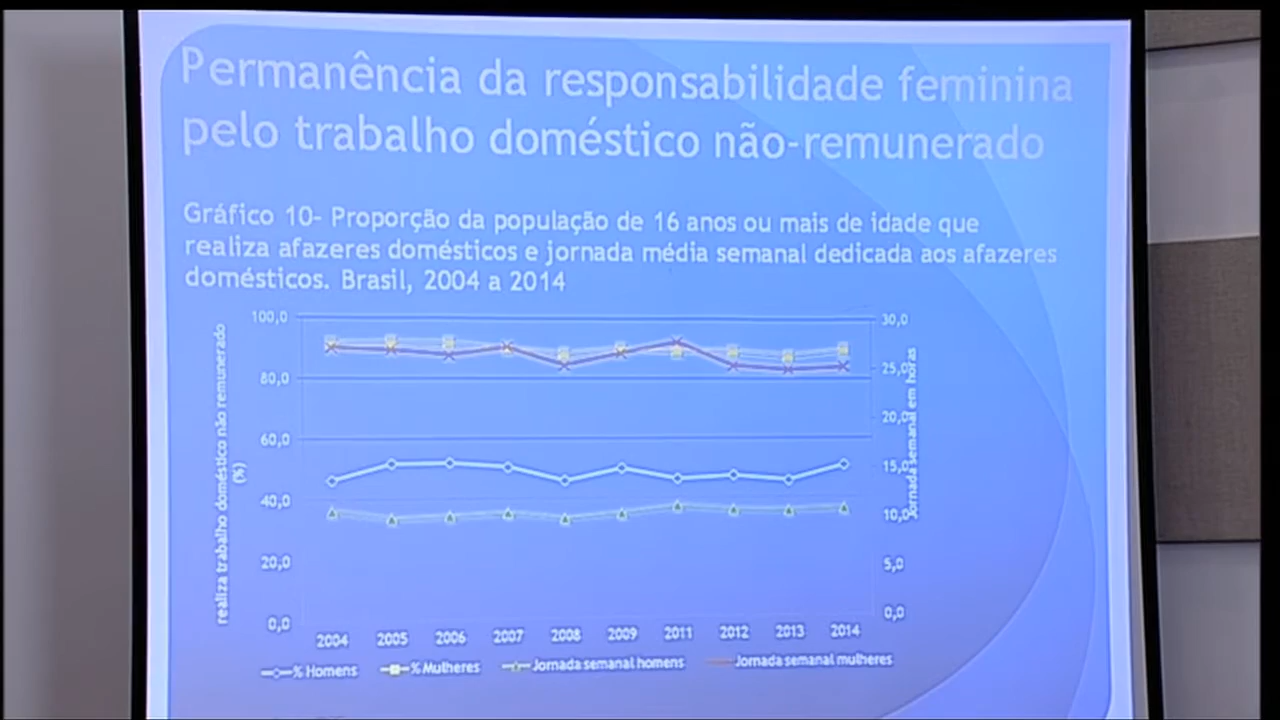 Permanência da responsabilidade feminina
pelo trabalho doméstico não-remunerado
Gráfico 10- Proporção da população de 16 anos ou mais de idade que
realiza afazeres domésticos e jornada média semanal dedicada aos afazeres
domésticos. Brasil, 2004 a 2014
realiza trabalho doméstico não remunerado
(%)
100,0
80,0
60,0
40,0
20,0
0,0
30,0
25,0
20,0
15,0
10,0
5,0
0,0
Jornada semanal em horas
2004 2005 2006 2007 2008 2009 2011 2012 2013 2014
% Homens % Mulheres Jornada semanal homens Jornada semanal mulheres